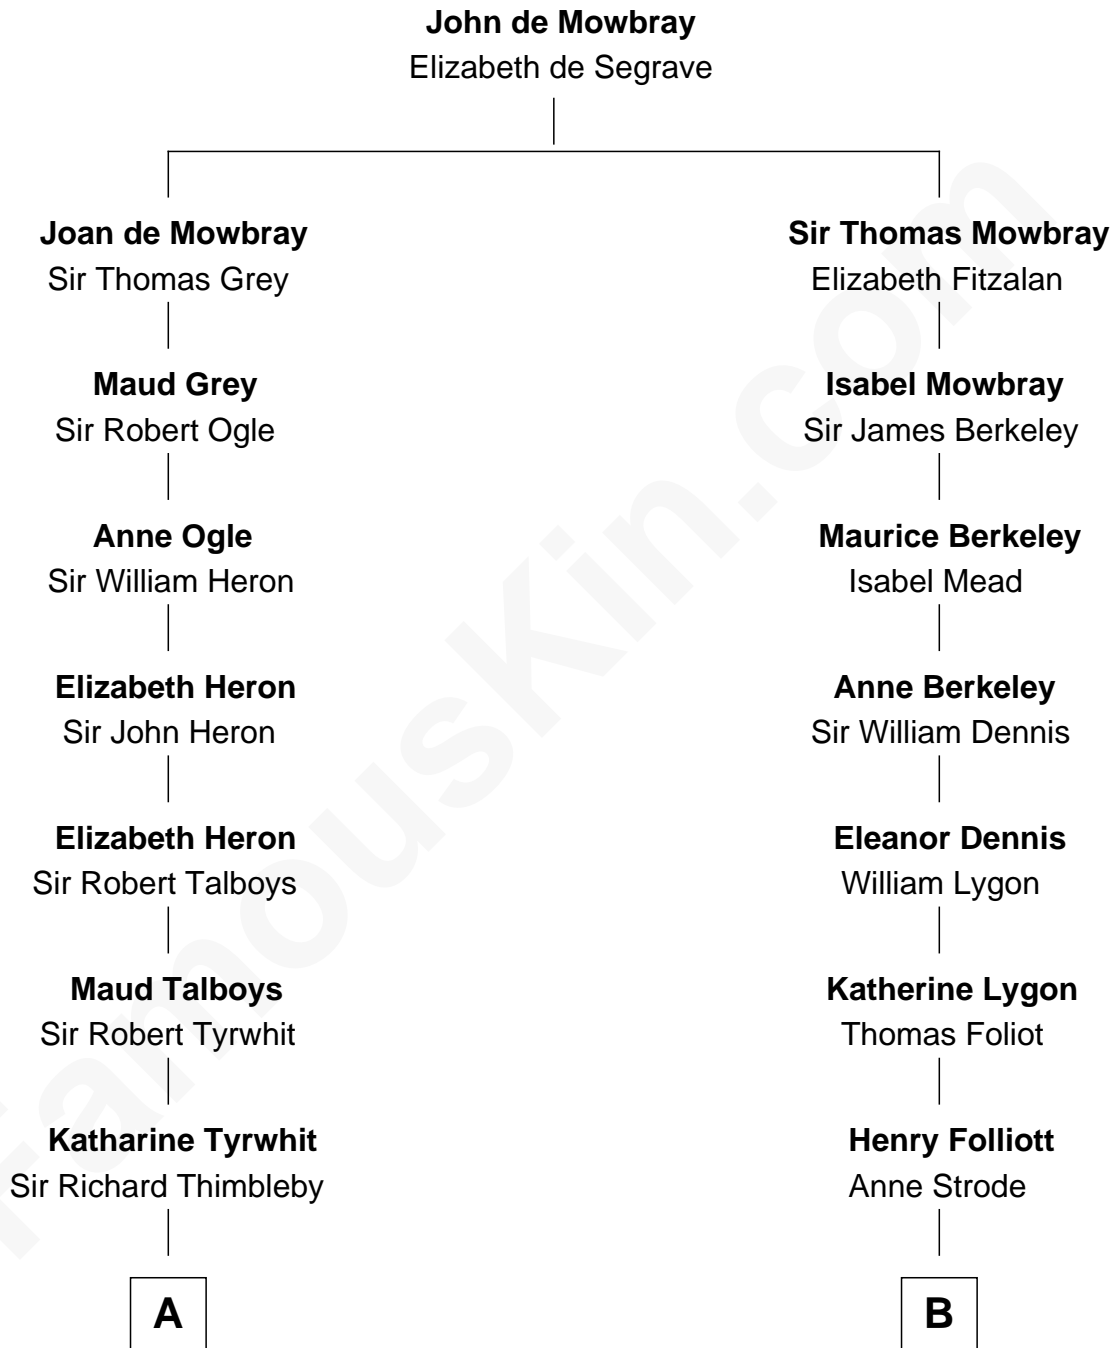 John de Mowbray
Elizabeth de Segrave
Joan de Mowbray
Sir Thomas Grey
Sir Thomas Mowbray
Elizabeth Fitzalan
Maud Grey
Sir Robert Ogle
Isabel Mowbray
Sir James Berkeley
Anne Ogle
Sir William Heron
Maurice Berkeley
Isabel Mead
Elizabeth Heron
Sir John Heron
Anne Berkeley
Sir William Dennis
Elizabeth Heron
Sir Robert Talboys
Eleanor Dennis
William Lygon
Maud Talboys
Sir Robert Tyrwhit
Katherine Lygon
Thomas Foliot
Katharine Tyrwhit
Sir Richard Thimbleby
Henry Folliott
Anne Strode
A
B
FamousKin.com